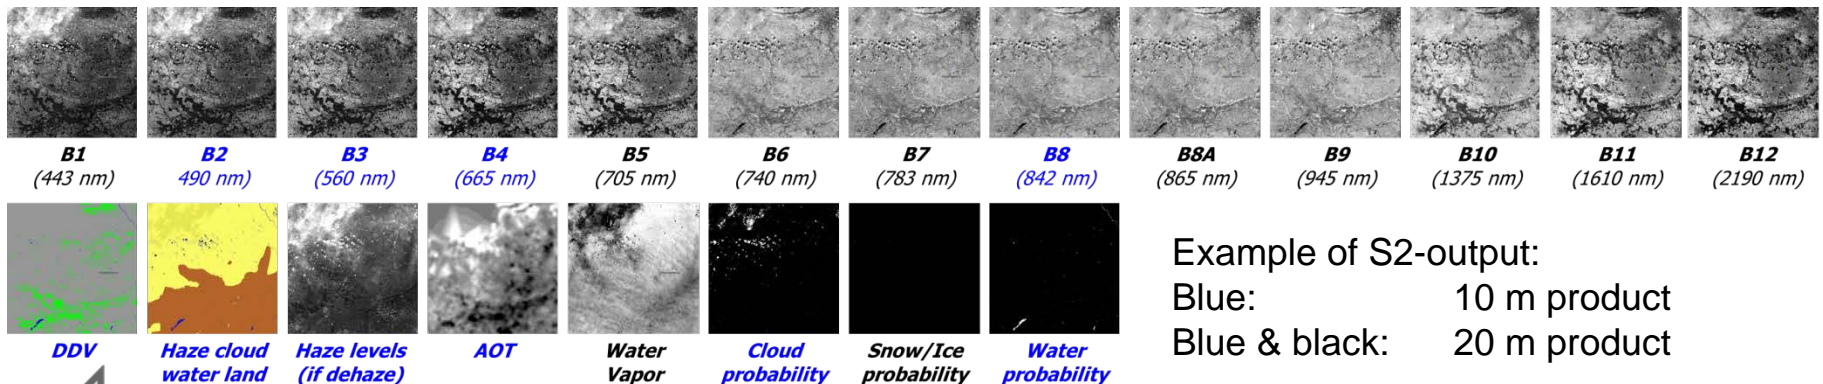 B1 B2 B3 B4 B5 B6 B7 B8 B8A B9 B10 B11 B12
(443 nm) 490 nm) (560 nm) (665 nm) (705 nm) (740 nm) (783 nm) (842 nm) (865 nm) (945 nm) (1375 nm) (1610 nm) (2190 nm)
Example of S2-output:
Blue: 10 m product
Blue & black: 20 m product
DDV Haze cloud Haze levels AOT Water Cloud Snow/Ice Water
water land (if dehaze) Vapor probability probability probability